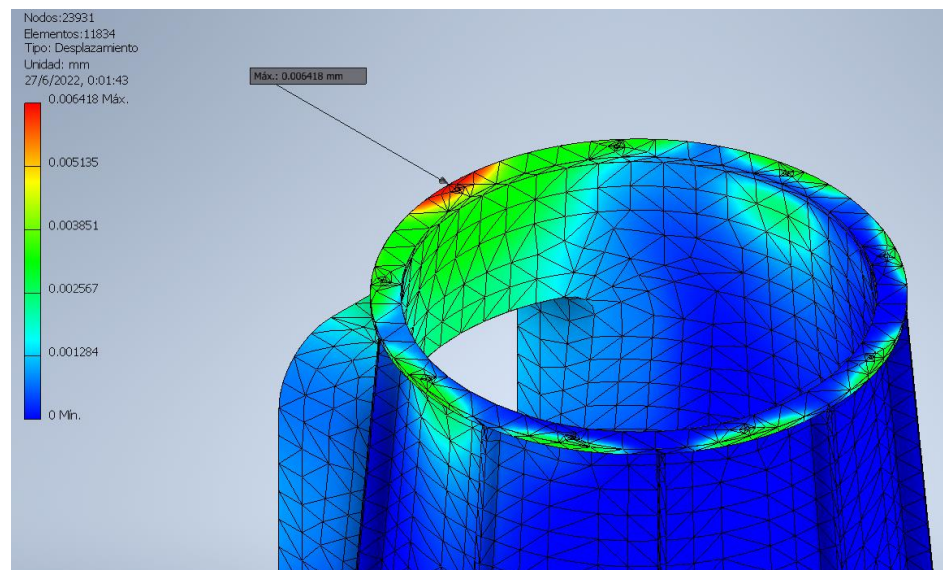 Nodos:23931
Elementos:11834
Tipo: Desplazamiento
Unidad: mm
27/6/2022, 0:01:43
0.006418 Máx.
Máx.: 0.006418 mm
0.005135
0.003851
0.002567
0.001284
0 Mín.